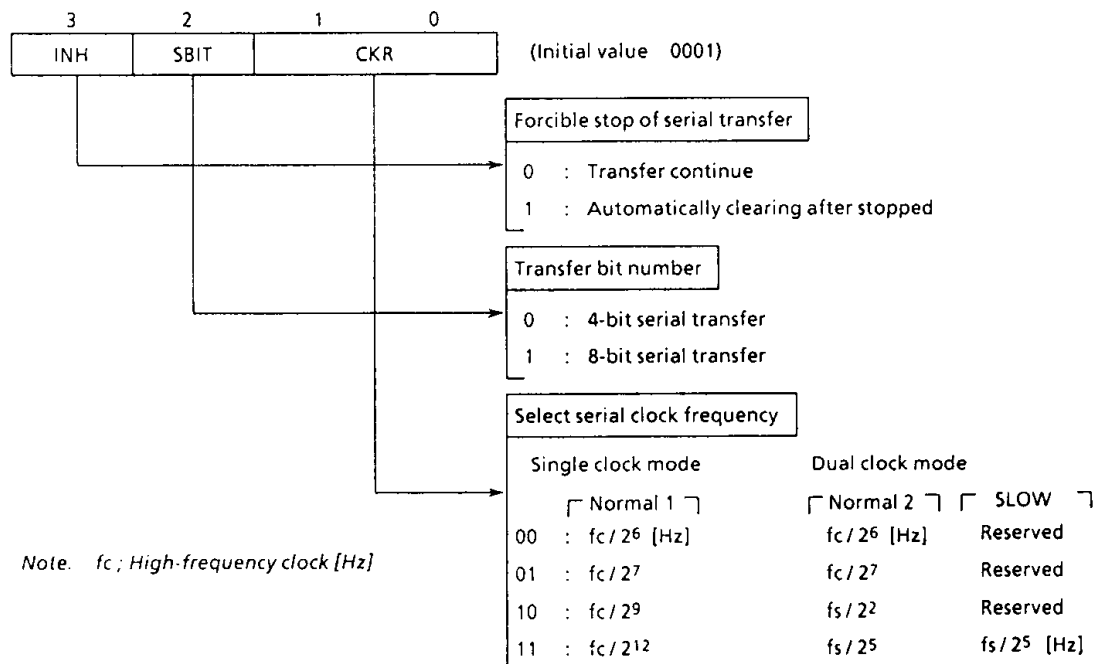 3 2 1 0
INH SBIT CKR (Initial value 0001)
Forcible stop of serial transfer
0 : Transfer continue
1 : Automatically clearing after stopped
Transfer bit number
0 : 4-bit serial transfer
1 : 8-bit serial transfer
Select serial clock frequency
Single clock mode Dual clock mode
Normal 1 Normal 2 SLOW
00 : fc/2⁶ [Hz] fc/2⁶ [Hz] Reserved
Note. fc ; High-frequency clock [Hz]
01 : fc/2⁷ fc/2⁷ Reserved
10 : fc/2⁹ fs/2² Reserved
11 : fc/2¹² fs/2⁵ fs/2⁵ [Hz]